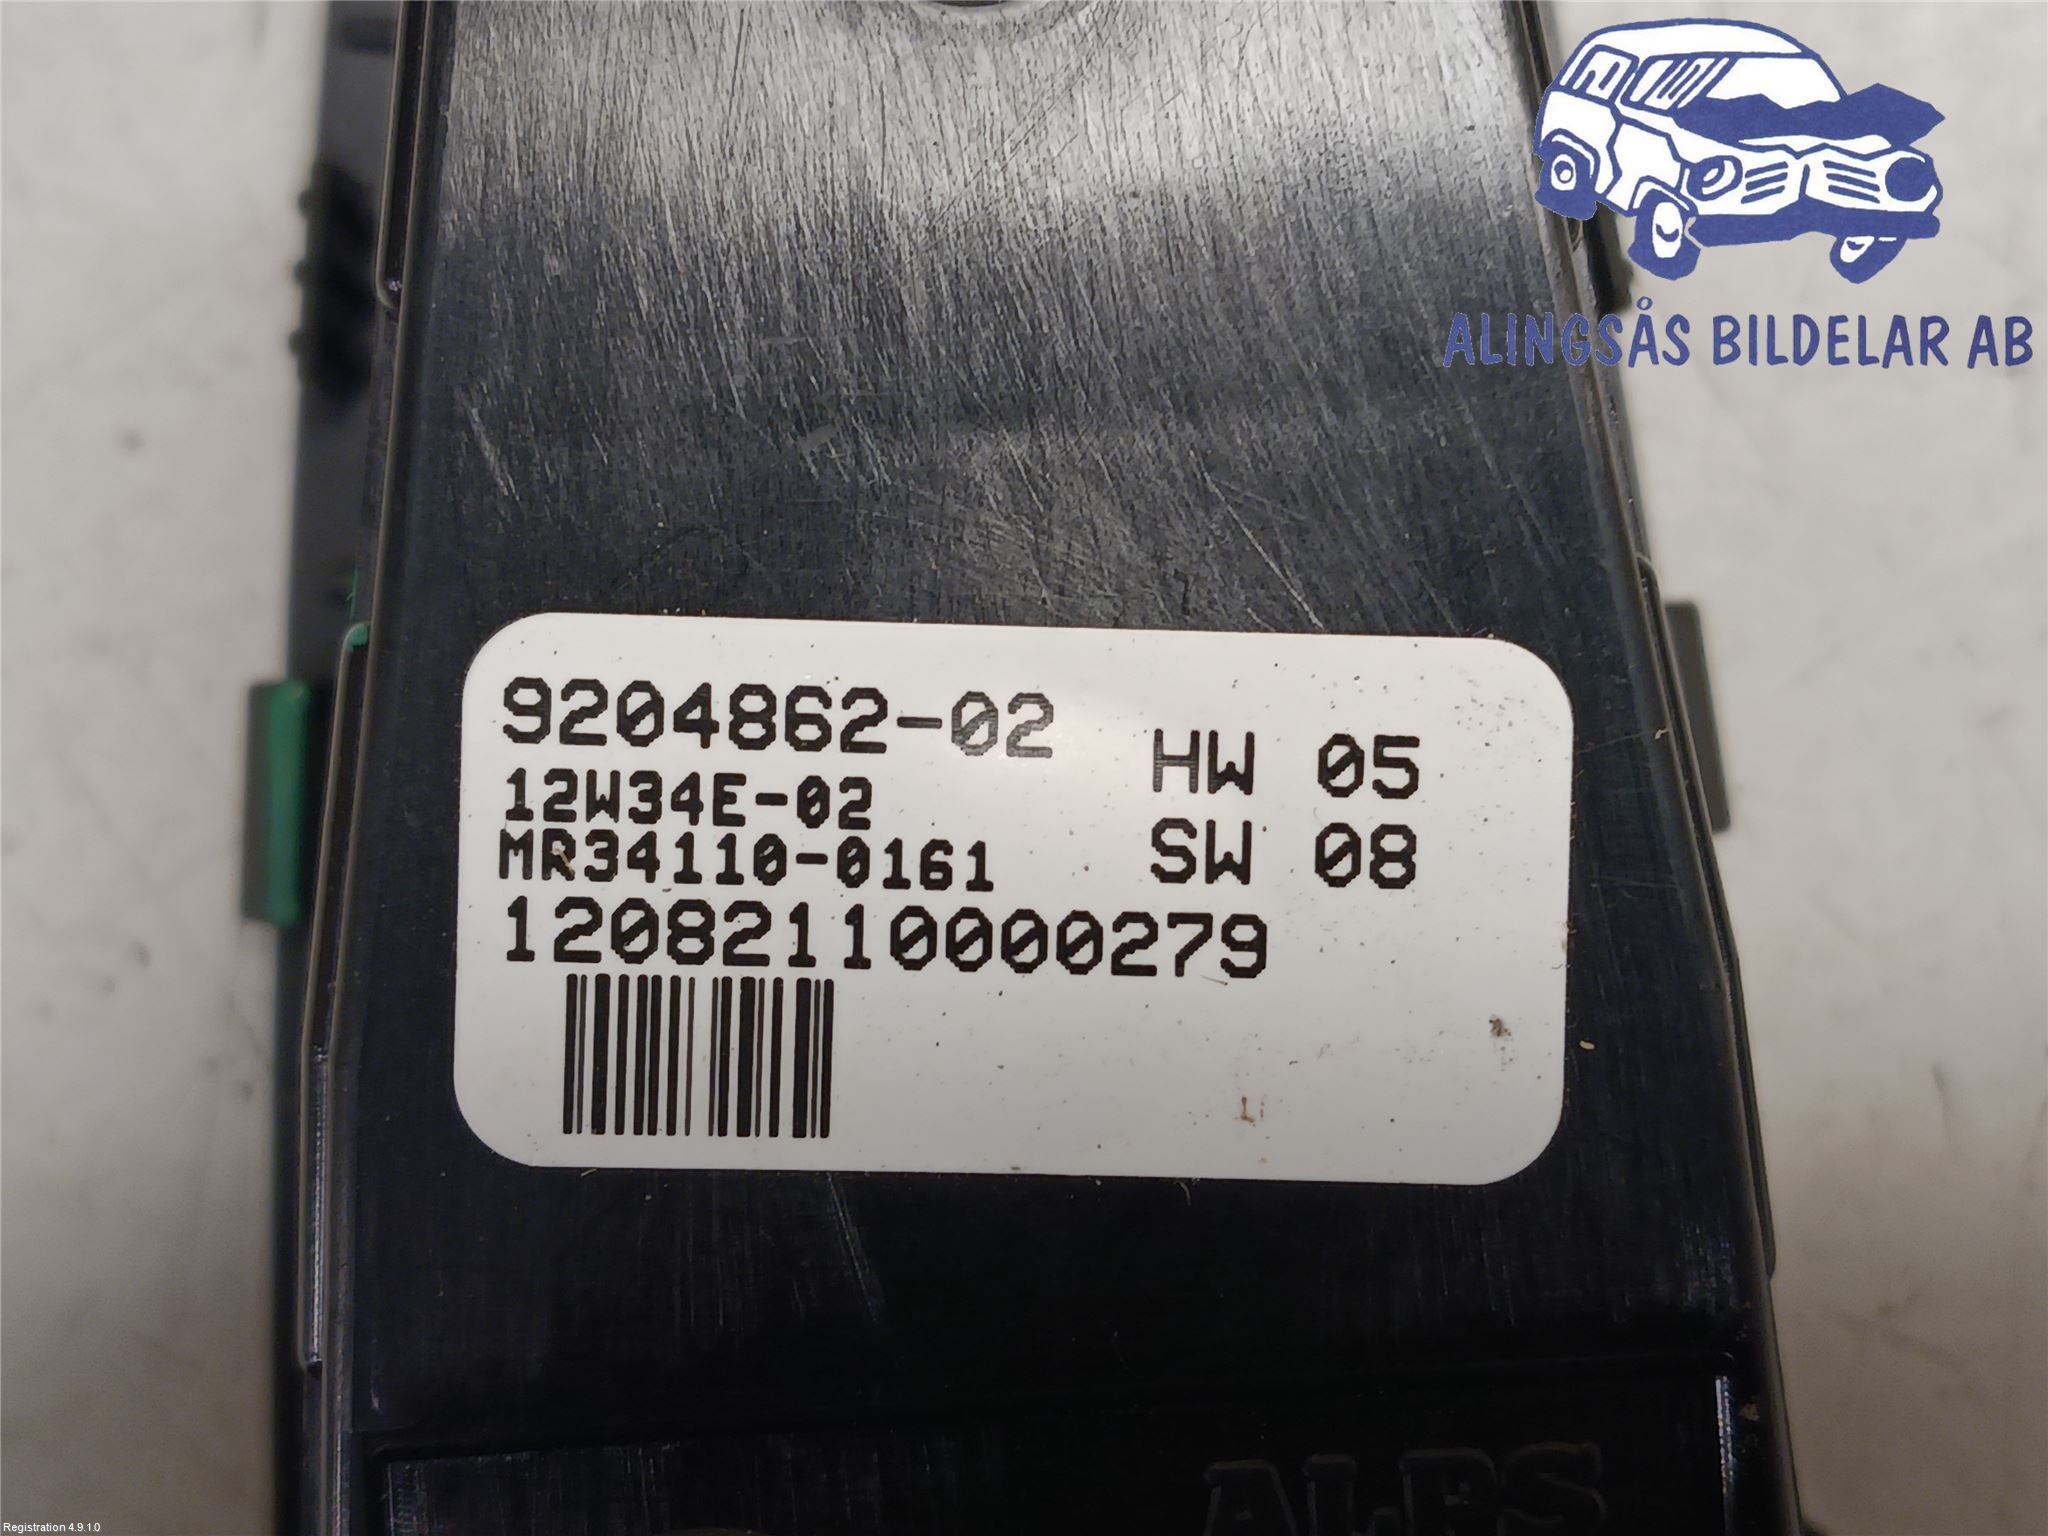 ALINGSÅS BILDELAR AB
9204862-02
HW 05
12W34E-02
MR34110-0161
SW 08
12082110000279
ALPS
Registration 4.9.1.0